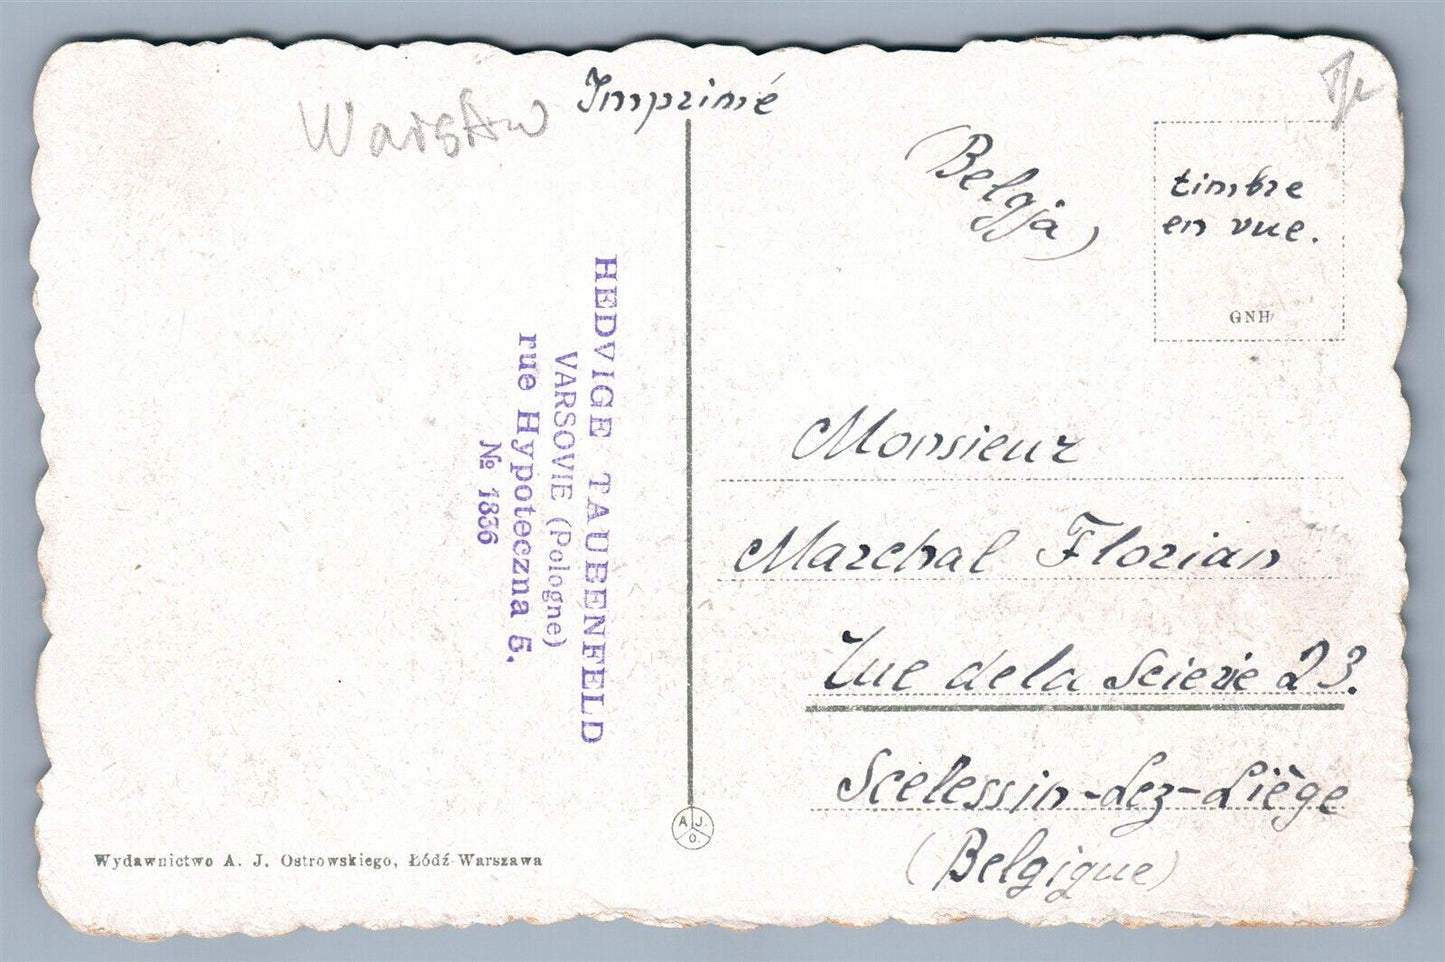 Warsaw
Imprimé
(Belgja)
timbre
en vue.
GNH
HEDVIGE TAUBENFELD
VARSOVIE (Pologne)
rue Hypoteczna 5.
№ 1836
Monsieur
Marchal Florian
rue de la Scierie 23.
Scelessin-Lez-Liège
(Belgique)
A. J.
O.
Wydawnictwo A. J. Ostrowskiego, Łódź-Warszawa